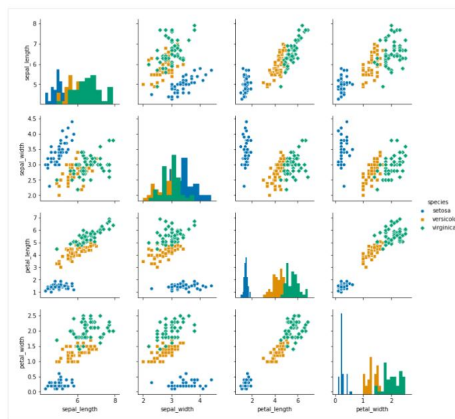 sepal_length
8
7
6
5
sepal_width
4.5
4.0
3.5
3.0
2.5
2.0
species
setosa
versicolor
virginica
petal_length
7
6
5
4
3
2
1
petal_width
2.5
2.0
1.5
1.0
0.5
0.0
6 8
2 3 4
2 4 6
0 1 2
sepal_length sepal_width petal_length petal_width